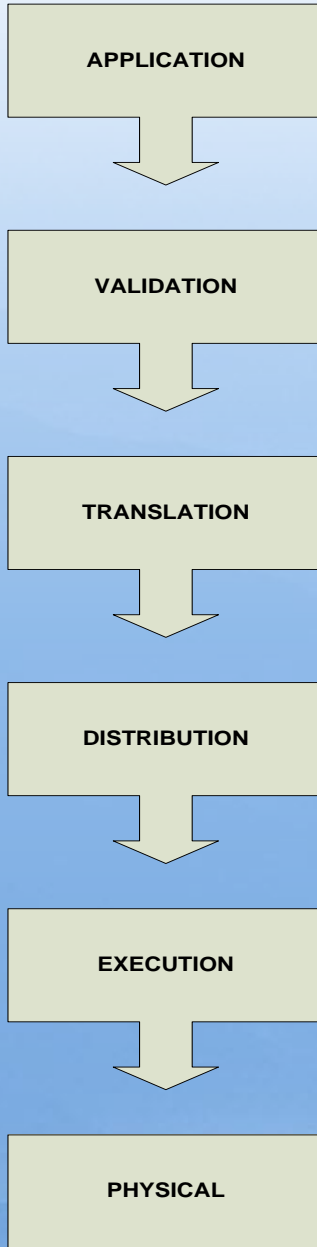 APPLICATION
VALIDATION
TRANSLATION
DISTRIBUTION
EXECUTION
PHYSICAL